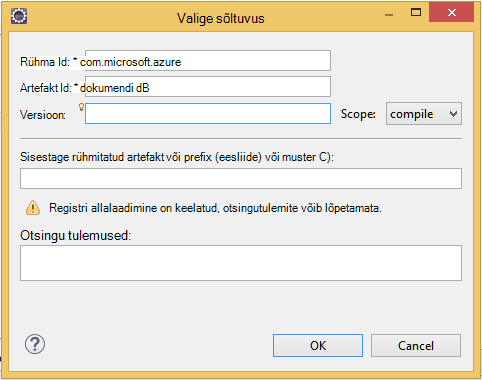 Valige sõltuvus
Rühma Id: * com.microsoft.azure
Artefakt Id: * dokumendi dB
Versioon: Scope: compile
Sisestage rühmitatud artefakt või prefix (eesliide) või muster C):
Registri allalaadimine on keelatud, otsingutulemite võib lõpetamata.
Otsingu tulemused:
? OK Cancel